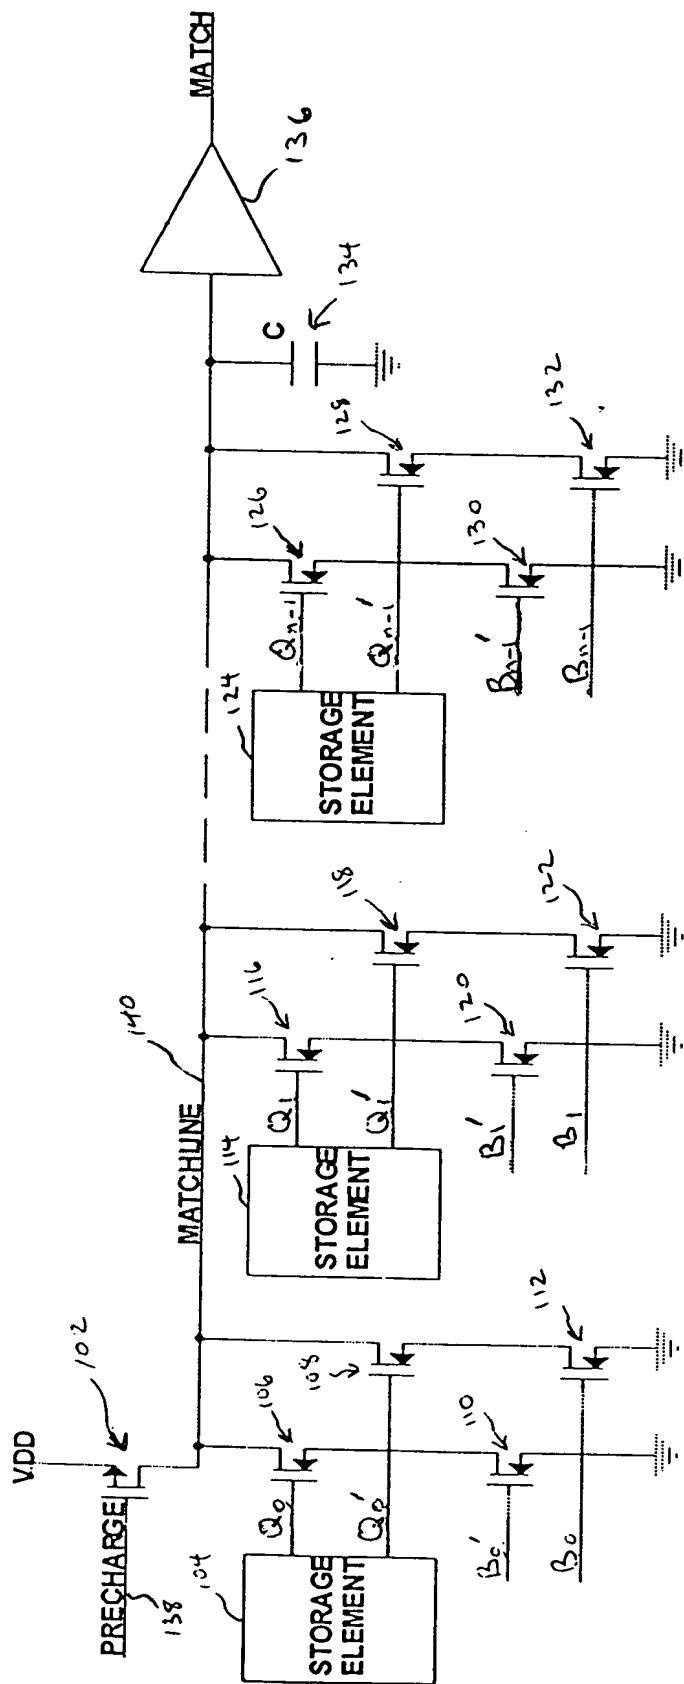 VDD
102
PRECHARGE
138
MATCHLINE
140
MATCH
136
C
134
104
STORAGE
ELEMENT
Q0
Q0'
106
108
110
112
B0'
B0
114
STORAGE
ELEMENT
Q1
Q1'
116
118
120
122
B1'
B1
124
STORAGE
ELEMENT
Qn-1
Qn-1'
126
128
130
132
Bn-1'
Bn-1